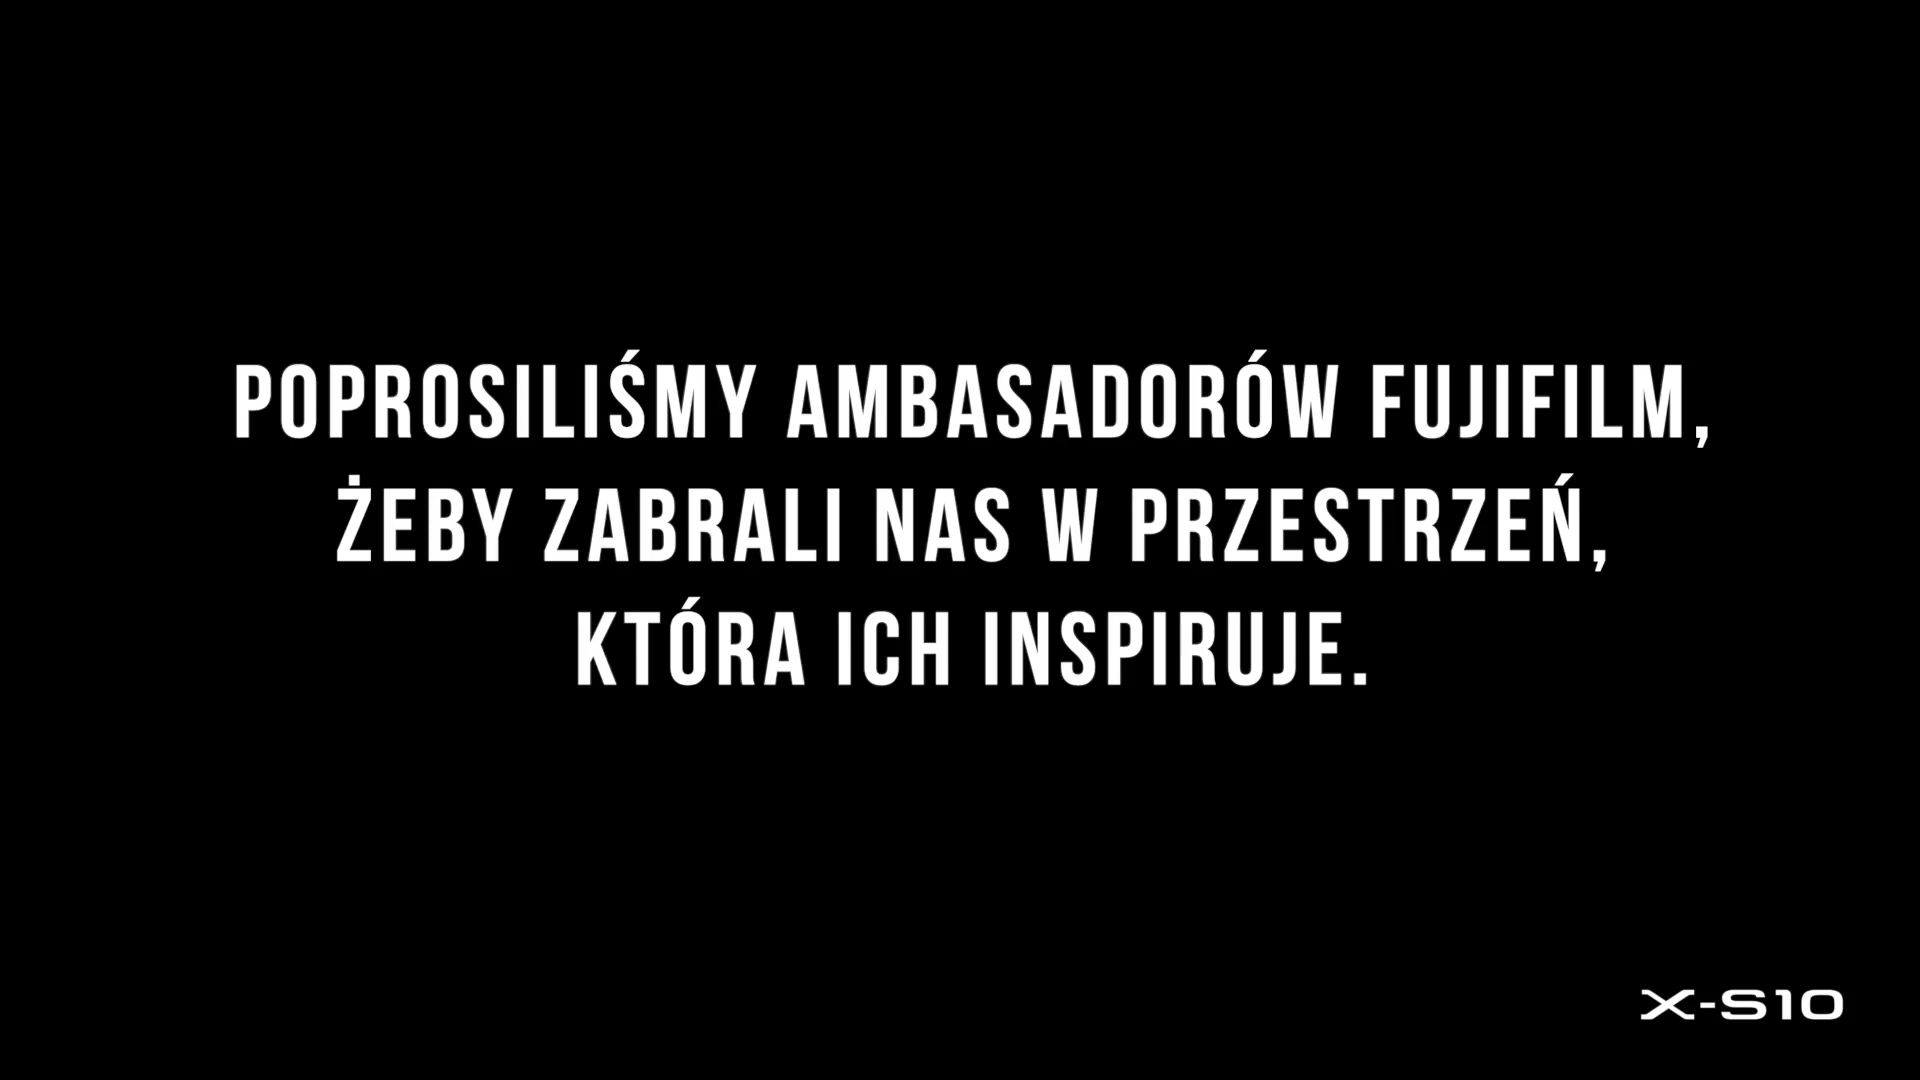 POPROSILIŚMY AMBASADORÓW FUJIFILM,
ŻEBY ZABRALI NAS W PRZESTRZEŃ,
KTÓRA ICH INSPIRUJE.
X-S10